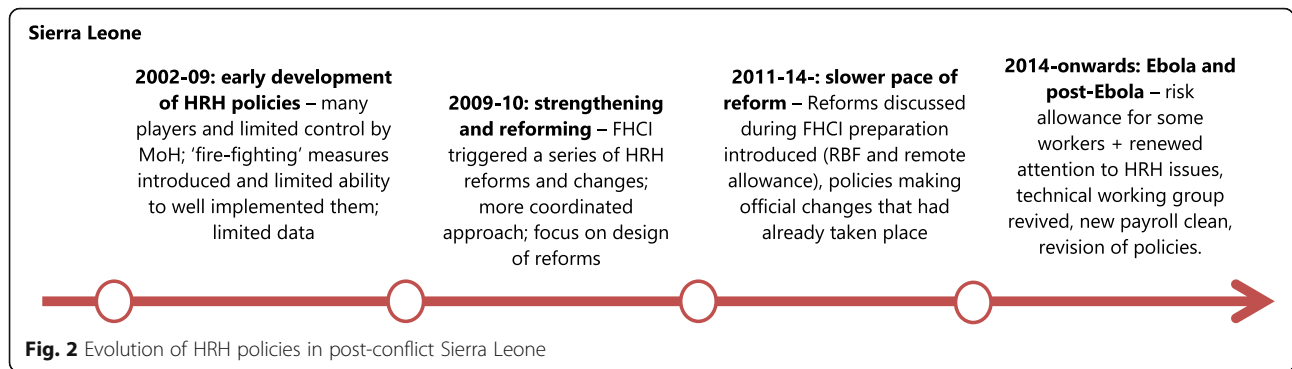 Sierra Leone
2002-09: early development
of HRH policies – many
players and limited control by
MoH; ‘fire-fighting’ measures
introduced and limited ability
to well implemented them;
limited data
2009-10: strengthening
and reforming – FHCI
triggered a series of HRH
reforms and changes;
more coordinated
approach; focus on design
of reforms
2011-14-: slower pace of
reform – Reforms discussed
during FHCI preparation
introduced (RBF and remote
allowance), policies making
official changes that had
already taken place
2014-onwards: Ebola and
post-Ebola – risk
allowance for some
workers + renewed
attention to HRH issues,
technical working group
revived, new payroll clean,
revision of policies.
Fig. 2 Evolution of HRH policies in post-conflict Sierra Leone